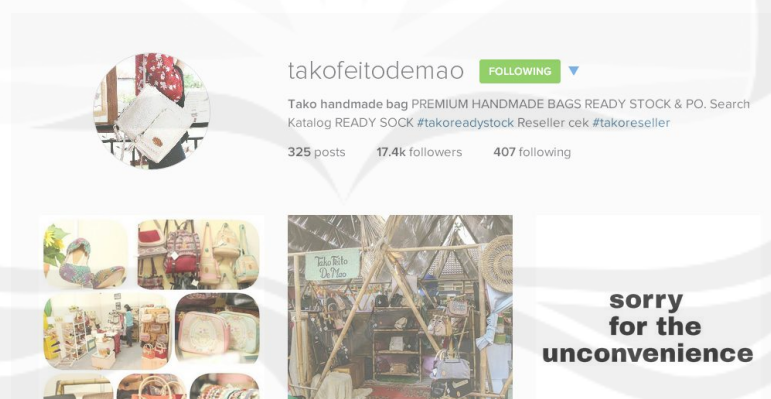 takofeitodemao FOLLOWING
Tako handmade bag PREMIUM HANDMADE BAGS READY STOCK & PO. Search
Katalog READY SOCK #takoreadystock Reseller cek #takoreseller
325 posts 17.4k followers 407 following
Tako Feito
De Mao
sorry
for the
unconvenience